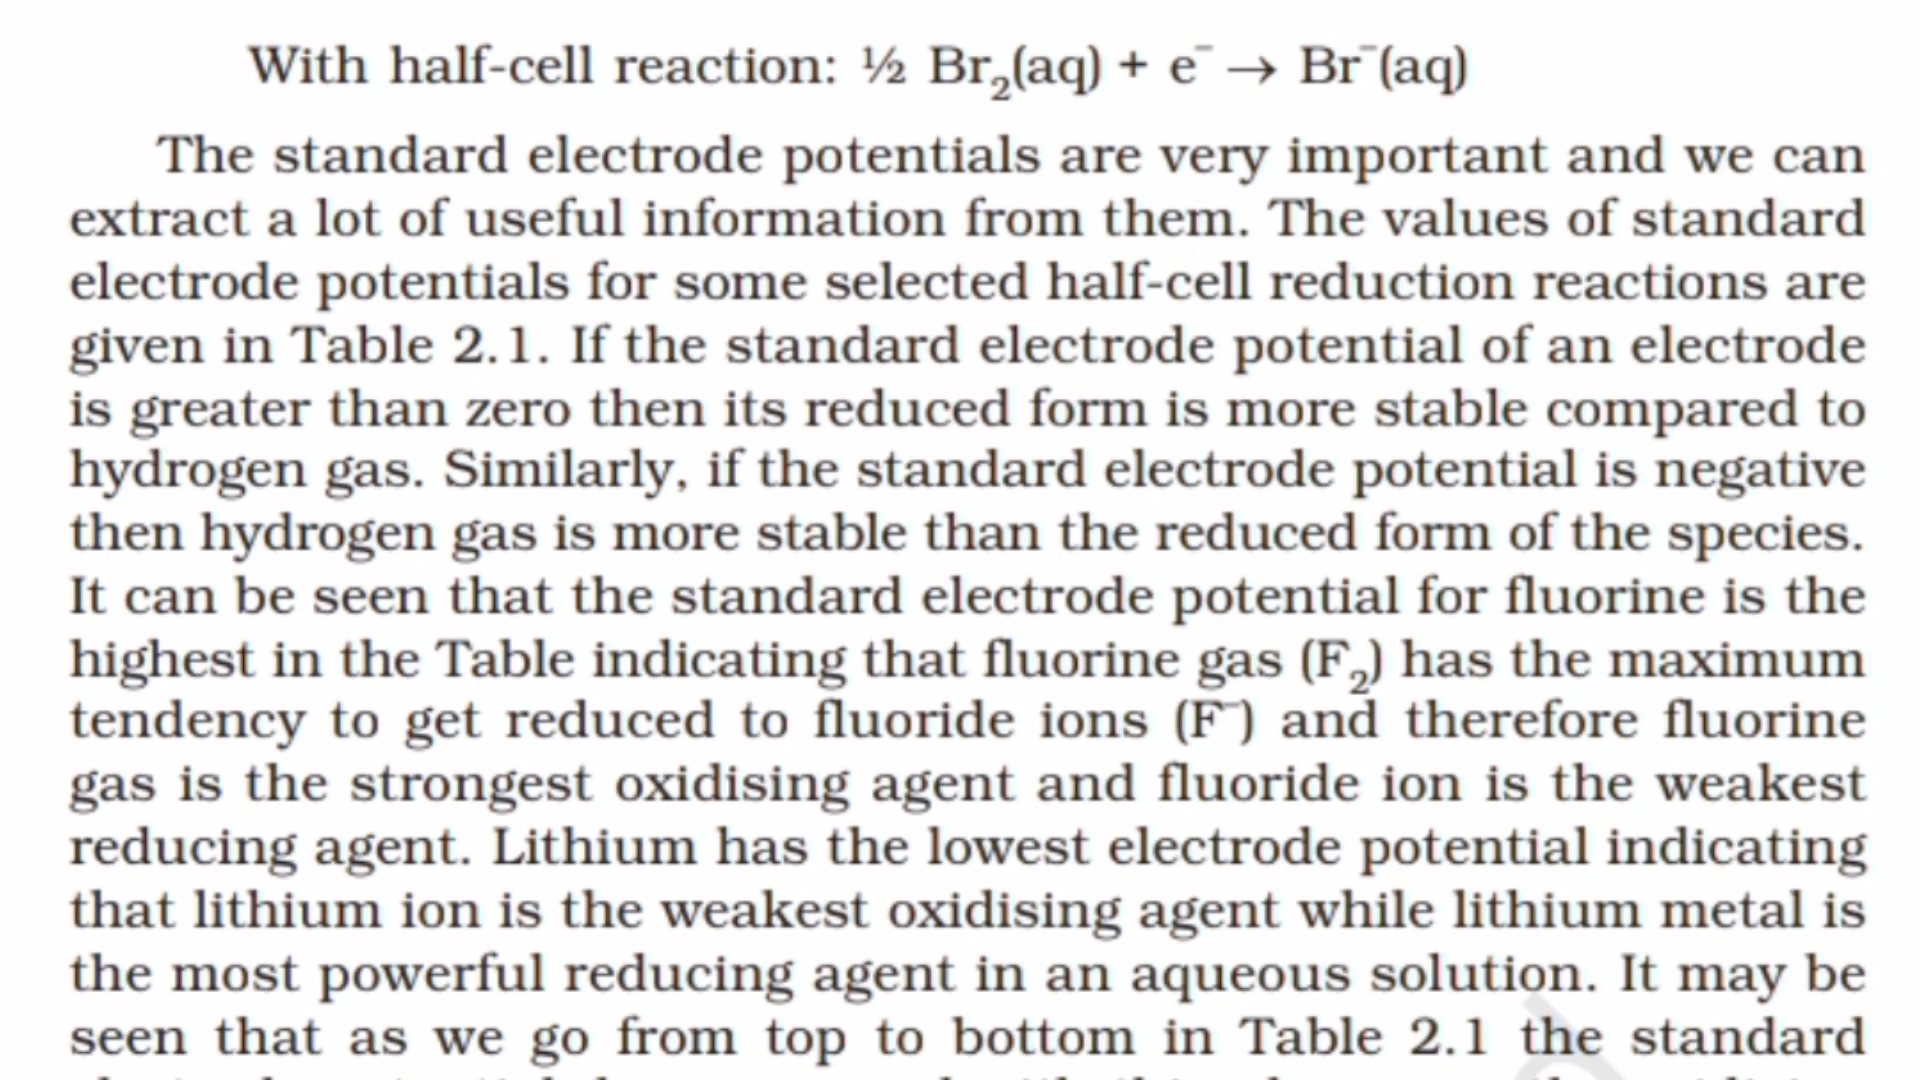 With half-cell reaction: ½ Br₂(aq) + e⁻ → Br⁻(aq)
The standard electrode potentials are very important and we can
extract a lot of useful information from them. The values of standard
electrode potentials for some selected half-cell reduction reactions are
given in Table 2.1. If the standard electrode potential of an electrode
is greater than zero then its reduced form is more stable compared to
hydrogen gas. Similarly, if the standard electrode potential is negative
then hydrogen gas is more stable than the reduced form of the species.
It can be seen that the standard electrode potential for fluorine is the
highest in the Table indicating that fluorine gas (F₂) has the maximum
tendency to get reduced to fluoride ions (F⁻) and therefore fluorine
gas is the strongest oxidising agent and fluoride ion is the weakest
reducing agent. Lithium has the lowest electrode potential indicating
that lithium ion is the weakest oxidising agent while lithium metal is
the most powerful reducing agent in an aqueous solution. It may be
seen that as we go from top to bottom in Table 2.1 the standard